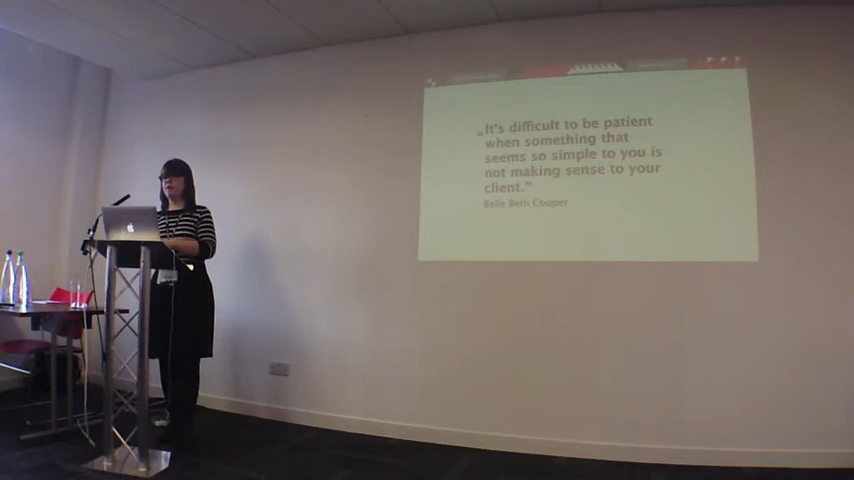 „It's difficult to be patient
when something that
seems so simple to you is
not making sense to your
client."
Belle Beth Cooper